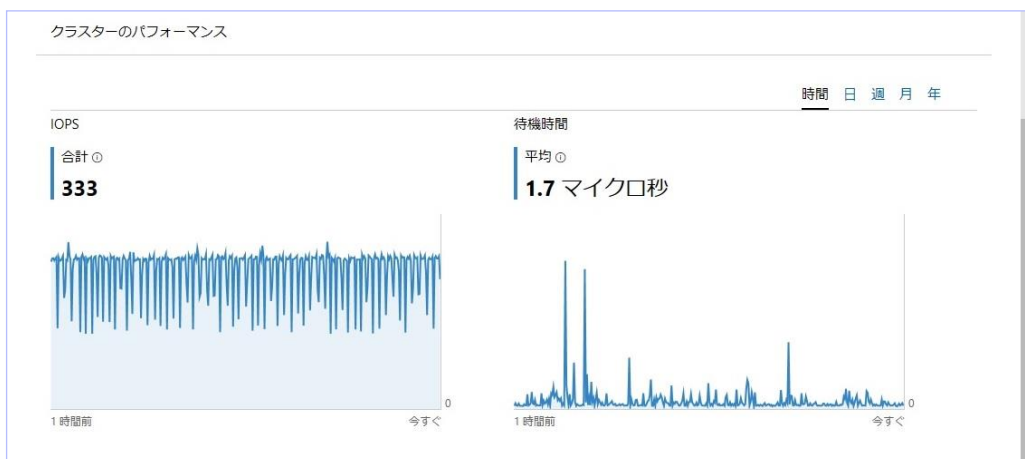 クラスターのパフォーマンス
時間 日 週 月 年
IOPS
合計
333
0
1 時間前 今すぐ
待機時間
平均
1.7 マイクロ秒
0
1 時間前 今すぐ